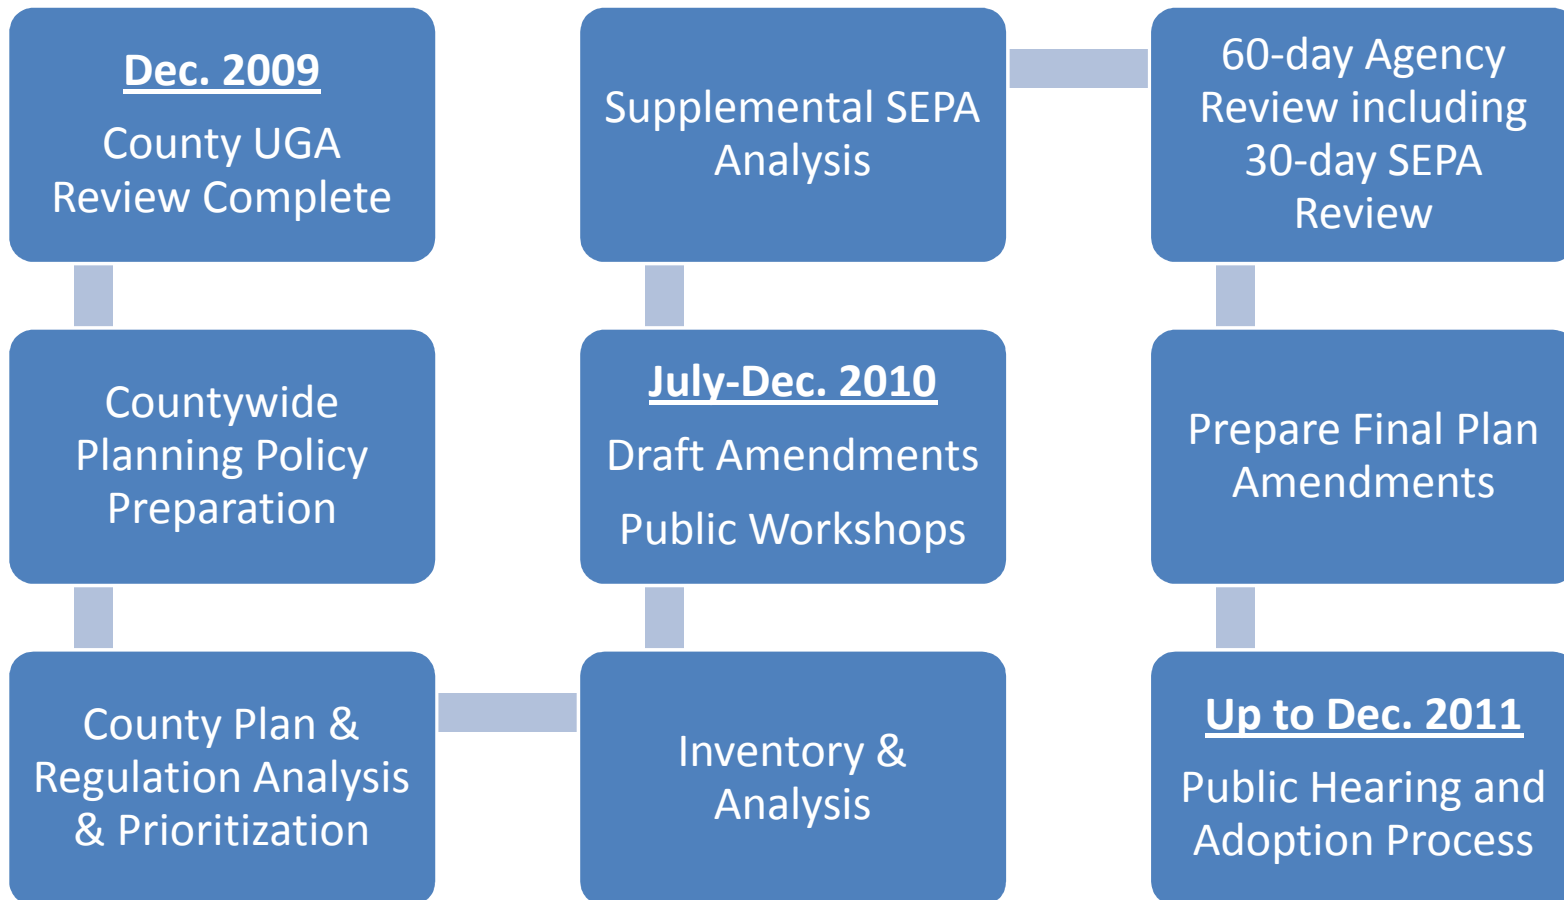 Dec. 2009
County UGA
Review Complete
Countywide
Planning Policy
Preparation
County Plan &
Regulation Analysis
& Prioritization
Inventory &
Analysis
July-Dec. 2010
Draft Amendments
Public Workshops
Supplemental SEPA
Analysis
60-day Agency
Review including
30-day SEPA
Review
Prepare Final Plan
Amendments
Up to Dec. 2011
Public Hearing and
Adoption Process